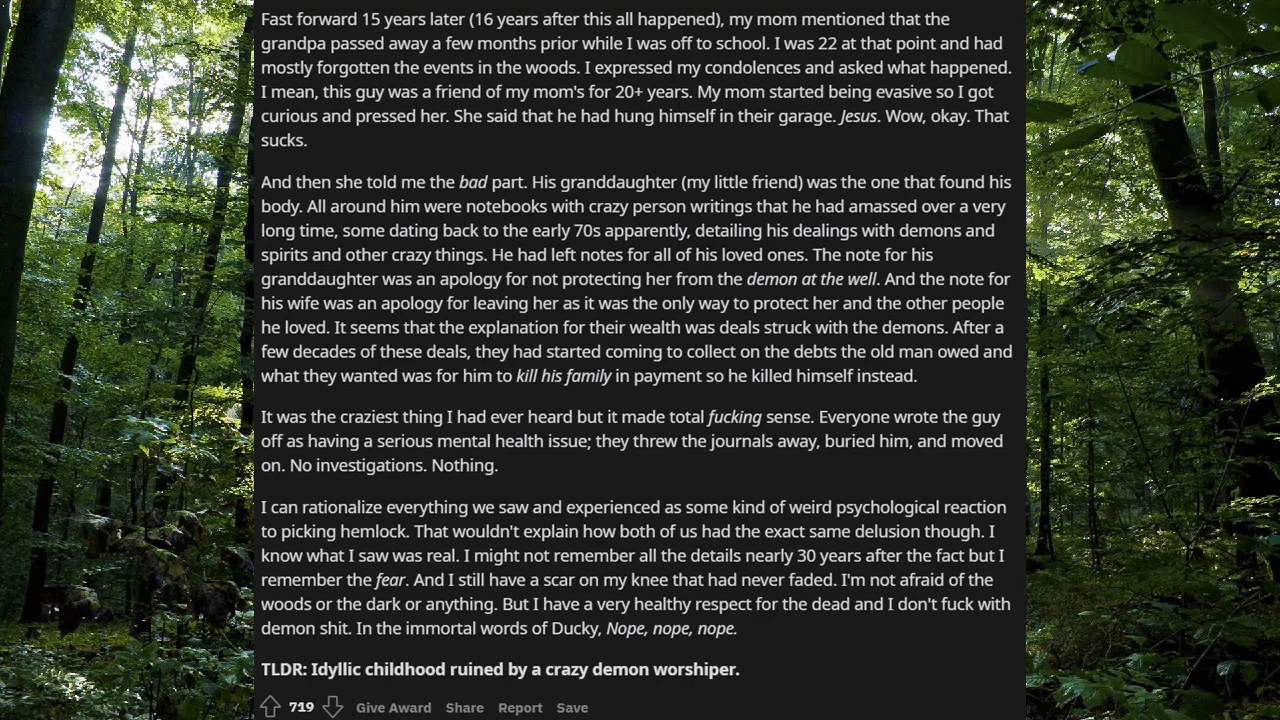 Fast forward 15 years later (16 years after this all happened), my mom mentioned that the
grandpa passed away a few months prior while I was off to school. I was 22 at that point and had
mostly forgotten the events in the woods. I expressed my condolences and asked what happened.
I mean, this guy was a friend of my mom's for 20+ years. My mom started being evasive so I got
curious and pressed her. She said that he had hung himself in their garage. Jesus. Wow, okay. That
sucks.
And then she told me the bad part. His granddaughter (my little friend) was the one that found his
body. All around him were notebooks with crazy person writings that he had amassed over a very
long time, some dating back to the early 70s apparently, detailing his dealings with demons and
spirits and other crazy things. He had left notes for all of his loved ones. The note for his
granddaughter was an apology for not protecting her from the demon at the well. And the note for
his wife was an apology for leaving her as it was the only way to protect her and the other people
he loved. It seems that the explanation for their wealth was deals struck with the demons. After a
few decades of these deals, they had started coming to collect on the debts the old man owed and
what they wanted was for him to kill his family in payment so he killed himself instead.
It was the craziest thing I had ever heard but it made total fucking sense. Everyone wrote the guy
off as having a serious mental health issue; they threw the journals away, buried him, and moved
on. No investigations. Nothing.
I can rationalize everything we saw and experienced as some kind of weird psychological reaction
to picking hemlock. That wouldn't explain how both of us had the exact same delusion though. I
know what I saw was real. I might not remember all the details nearly 30 years after the fact but I
remember the fear. And I still have a scar on my knee that had never faded. I'm not afraid of the
woods or the dark or anything. But I have a very healthy respect for the dead and I don't fuck with
demon shit. In the immortal words of Ducky, Nope, nope, nope.
TLDR: Idyllic childhood ruined by a crazy demon worshiper.
719 Give Award Share Report Save